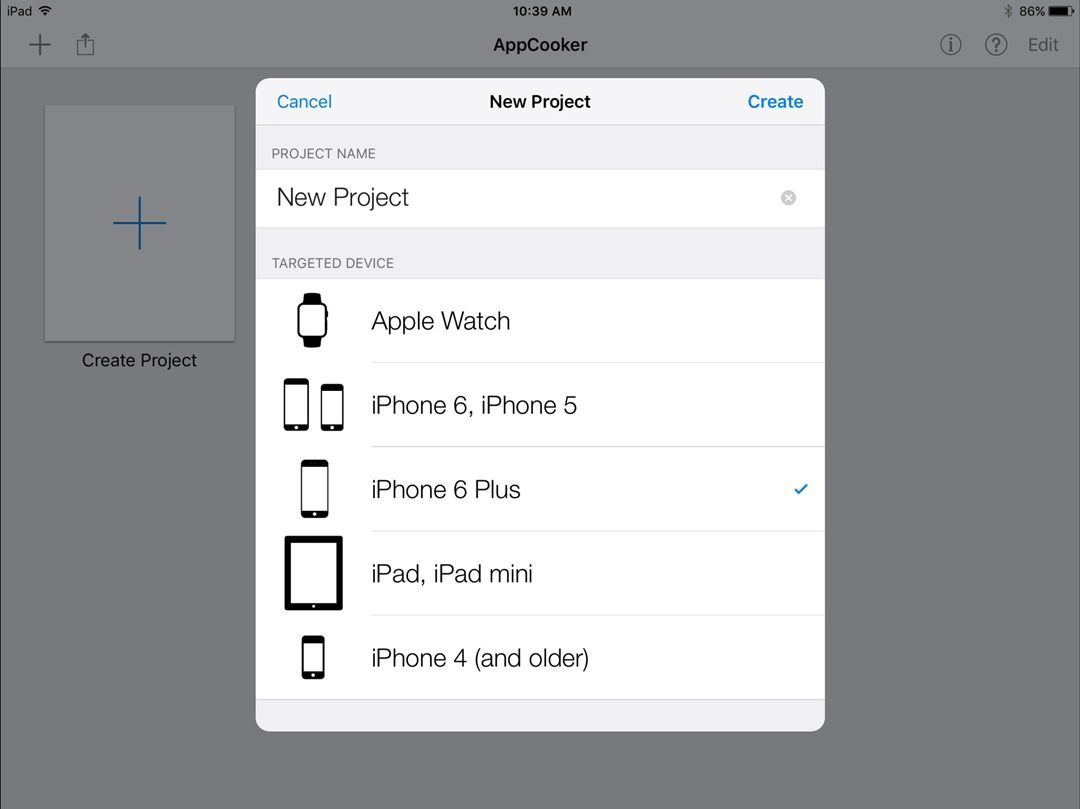 iPad 10:39 AM 86%
AppCooker Edit
Cancel New Project Create
PROJECT NAME
New Project
TARGETED DEVICE
Apple Watch
iPhone 6, iPhone 5
iPhone 6 Plus
iPad, iPad mini
iPhone 4 (and older)
Create Project